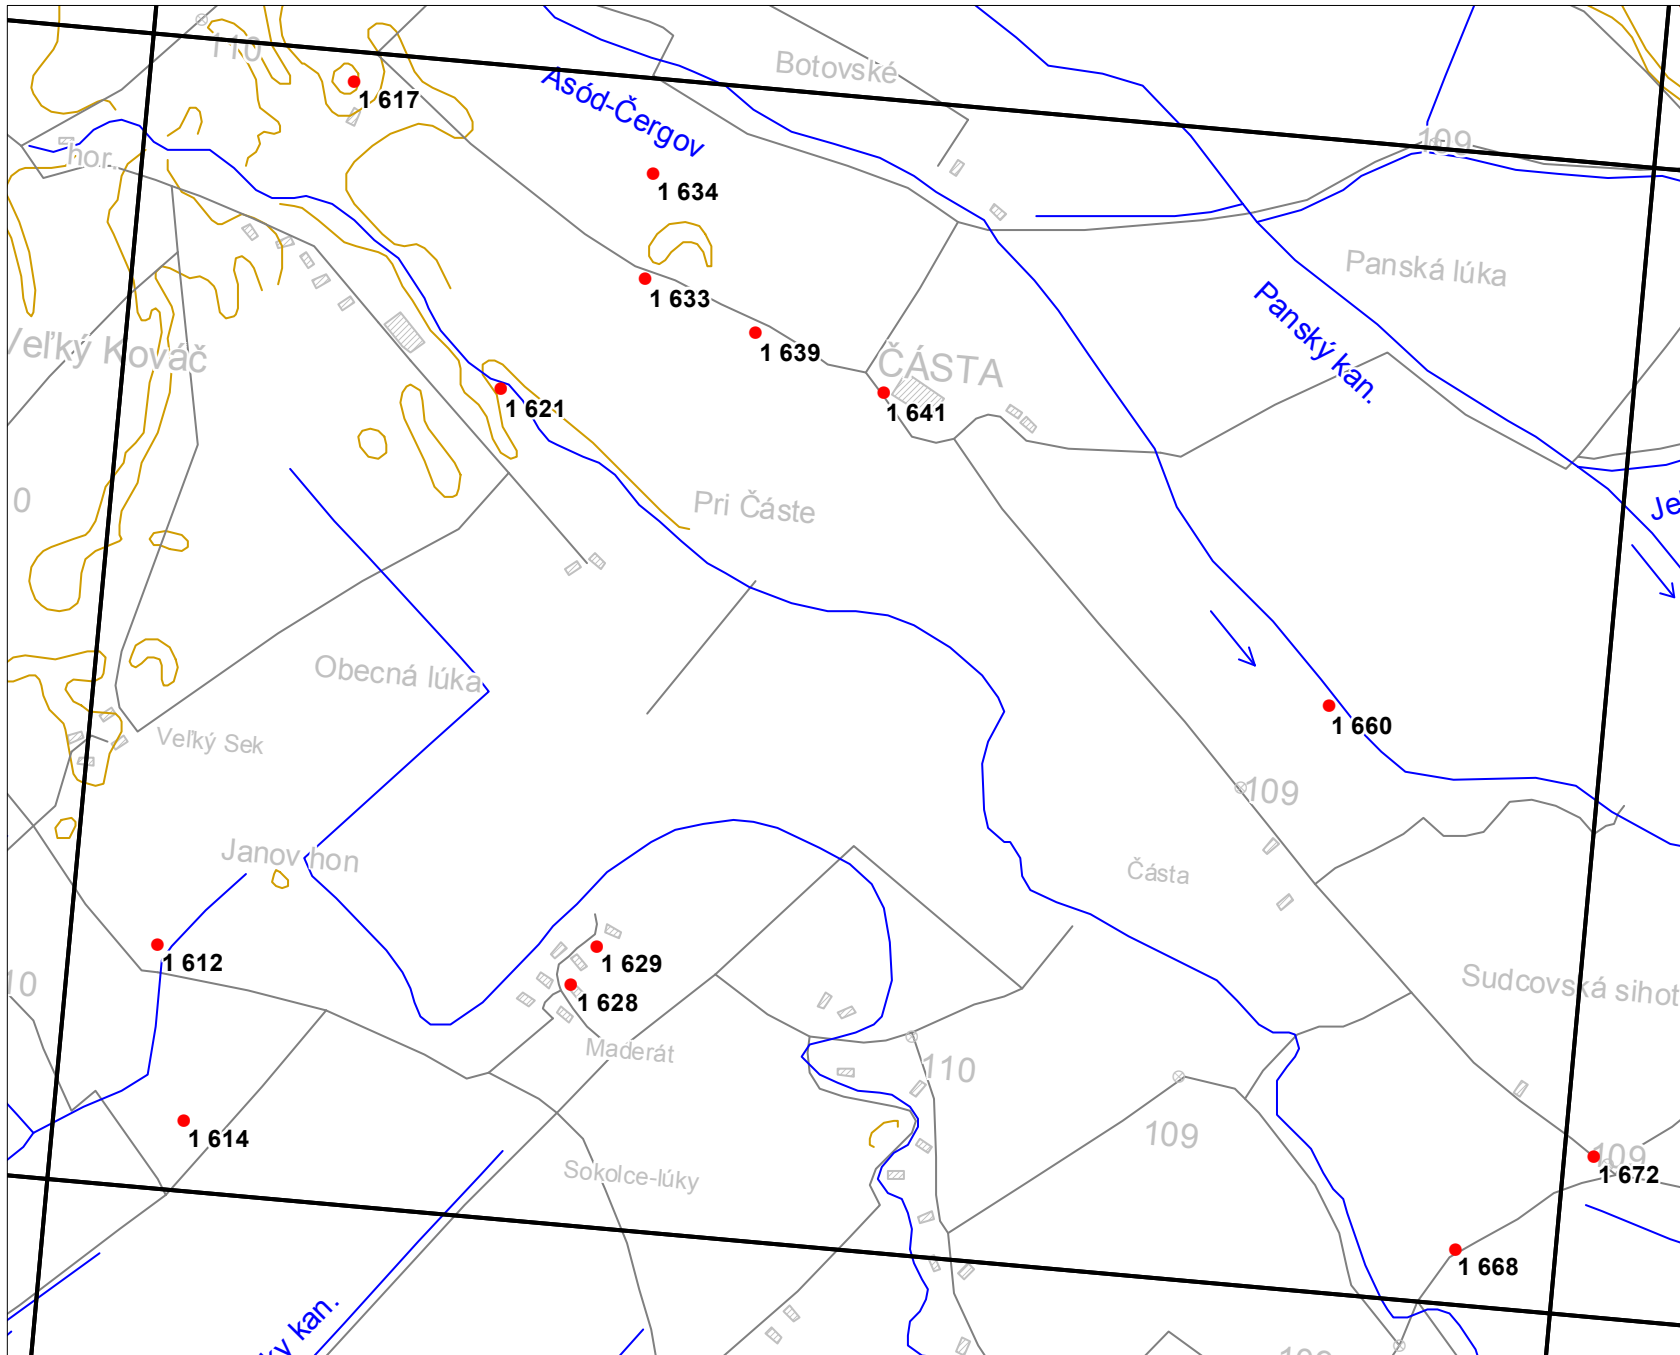 110
Botovské
Asód-Čergov
1 617
109
hor.
1 634
Panská lúka
1 633
Panský kan.
Veľký Kováč
1 639
ČÁSTA
1 621
1 641
0
Pri Částe
Je
Obecná lúka
1 660
Veľký Sek
109
Janov hon
Částa
1 612
1 629
10
Sudcovská sihot
1 628
Maderát
110
1 614
109
109
Sokolce-lúky
1 672
1 668
ky kan.